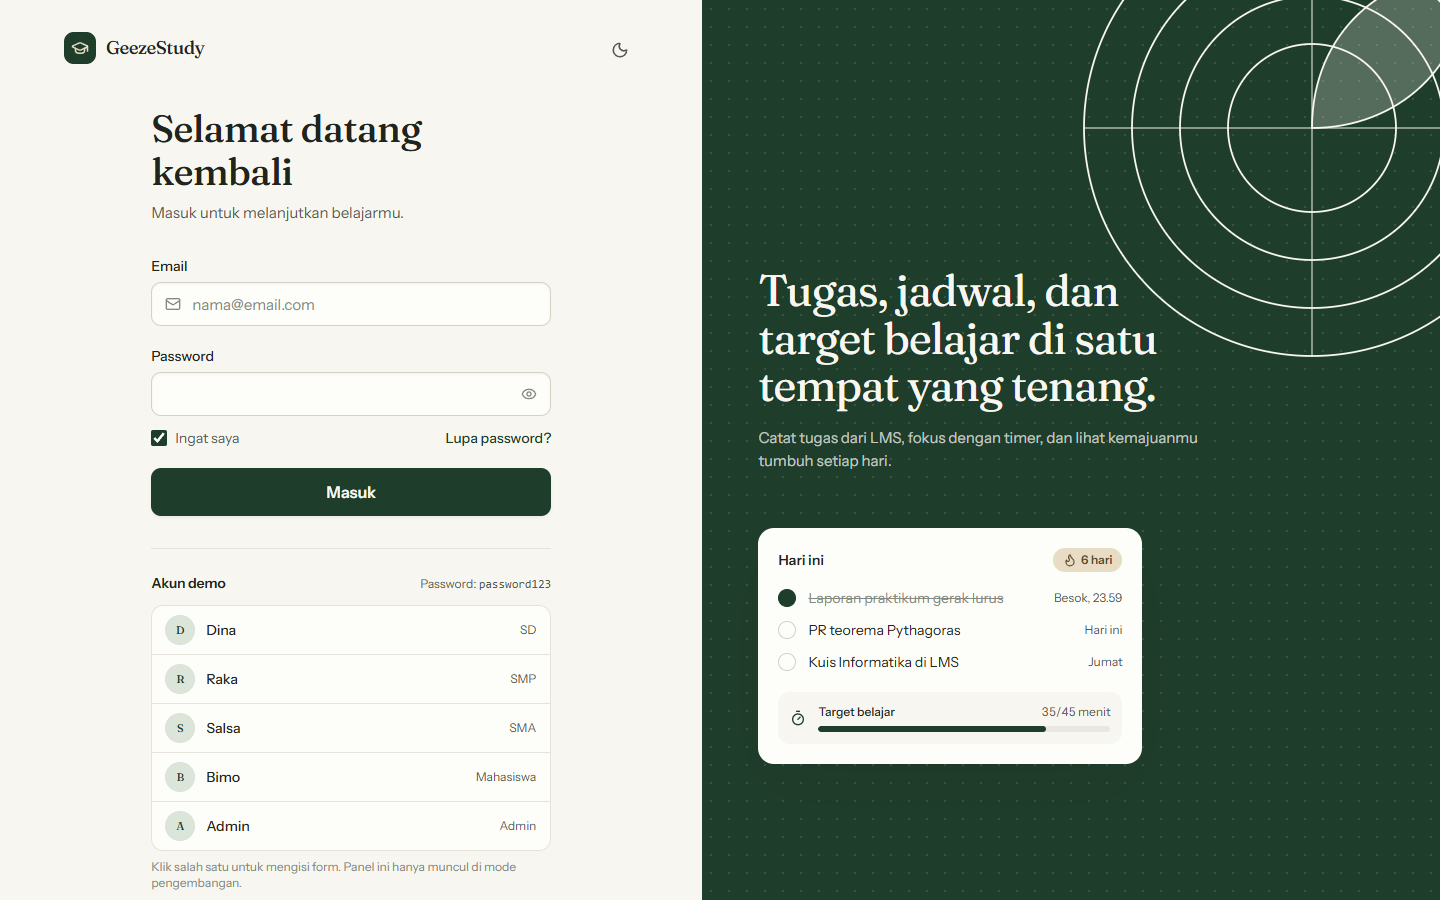 GeezeStudy
Selamat datang
kembali
Masuk untuk melanjutkan belajarmu.
Email
nama@email.com
Password
Ingat saya
Lupa password?
Masuk
Akun demo
Password: password123
D Dina SD
R Raka SMP
S Salsa SMA
B Bimo Mahasiswa
A Admin Admin
Klik salah satu untuk mengisi form. Panel ini hanya muncul di mode
pengembangan.
Tugas, jadwal, dan
target belajar di satu
tempat yang tenang.
Catat tugas dari LMS, fokus dengan timer, dan lihat kemajuanmu
tumbuh setiap hari.
Hari ini
6 hari
Laporan praktikum gerak lurus Besok, 23.59
PR teorema Pythagoras Hari ini
Kuis Informatika di LMS Jumat
Target belajar 35/45 menit